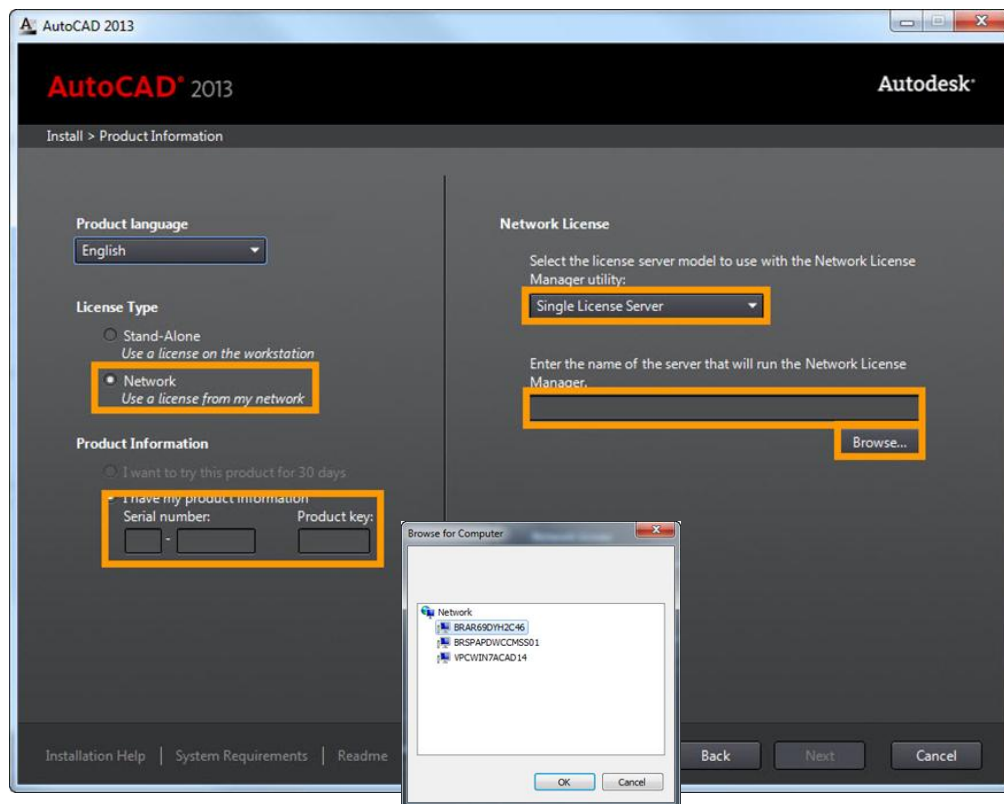 AutoCAD 2013
AutoCAD® 2013
Autodesk®
Install > Product Information
Product language
English
License Type
Stand-Alone
Use a license on the workstation
Network
Use a license from my network
Product Information
I want to try this product for 30 days
I have my product information
Serial number:
Product key:
-
Network License
Select the license server model to use with the Network License
Manager utility:
Single License Server
Enter the name of the server that will run the Network License
Manager.
Browse...
Browse for Computer
Network
BRAR69DYH2C46
BRSPAPDWCCMSS01
VPCWIN7ACAD14
OK
Cancel
Installation Help | System Requirements | Readme
Back
Next
Cancel